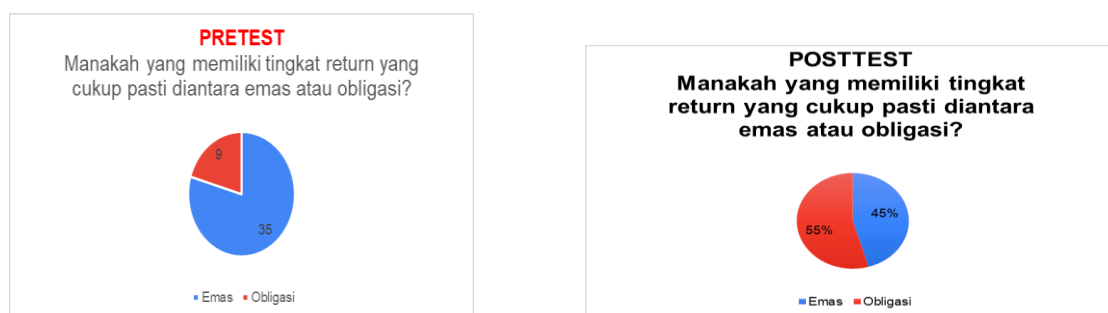 PRETEST
Manakah yang memiliki tingkat return yang
cukup pasti diantara emas atau obligasi?
9
35
Emas Obligasi
POSTTEST
Manakah yang memiliki tingkat
return yang cukup pasti diantara
emas atau obligasi?
45%
55%
Emas Obligasi